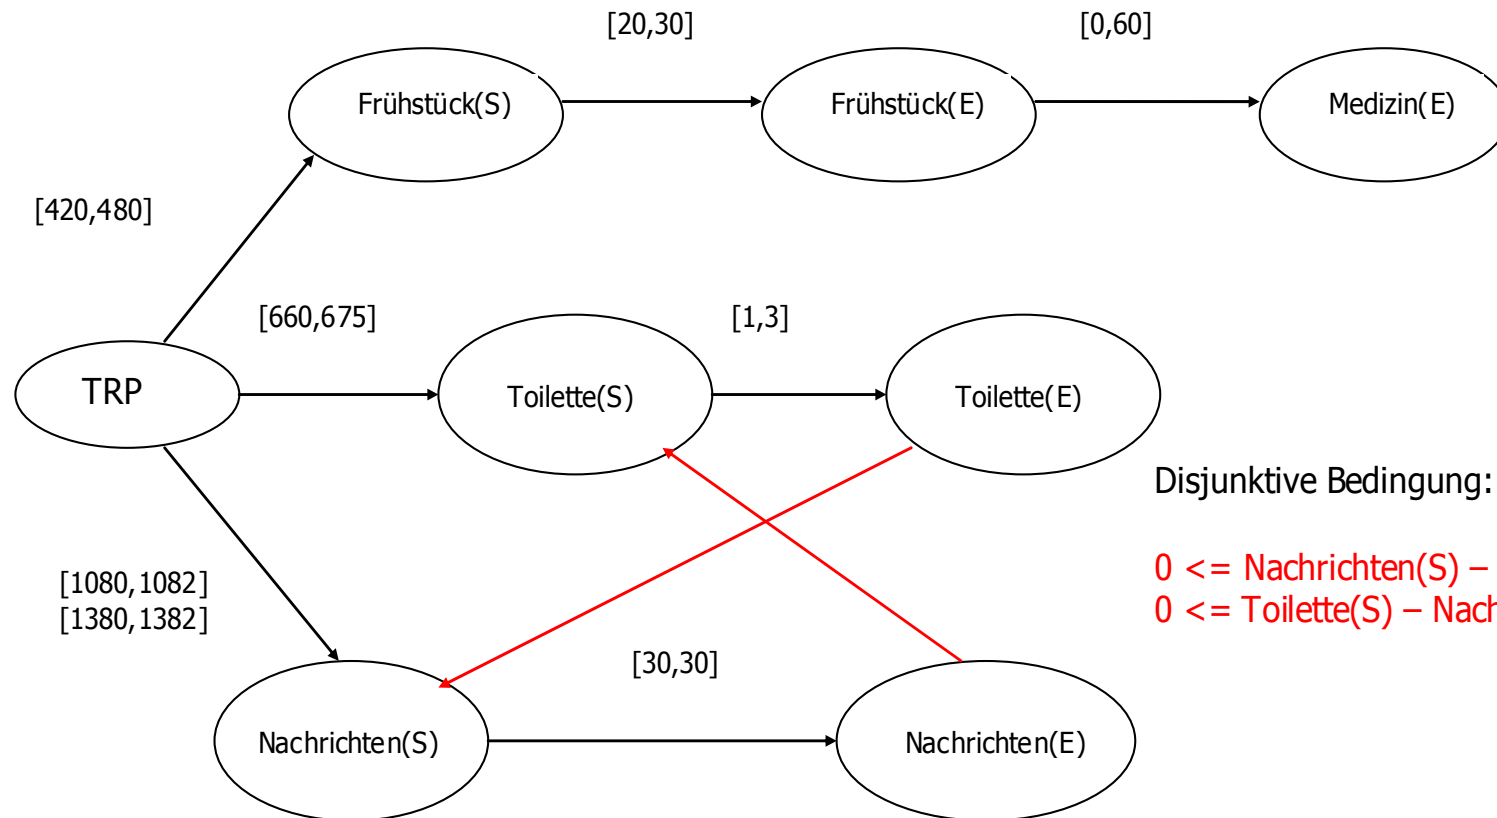 [20,30]
[0,60]
Frühstück(S)
Frühstück(E)
Medizin(E)
[420,480]
[660,675]
[1,3]
TRP
Toilette(S)
Toilette(E)
Disjunktive Bedingung:
0 <= Nachrichten(S) –
0 <= Toilette(S) – Nach
[1080,1082]
[1380,1382]
[30,30]
Nachrichten(S)
Nachrichten(E)